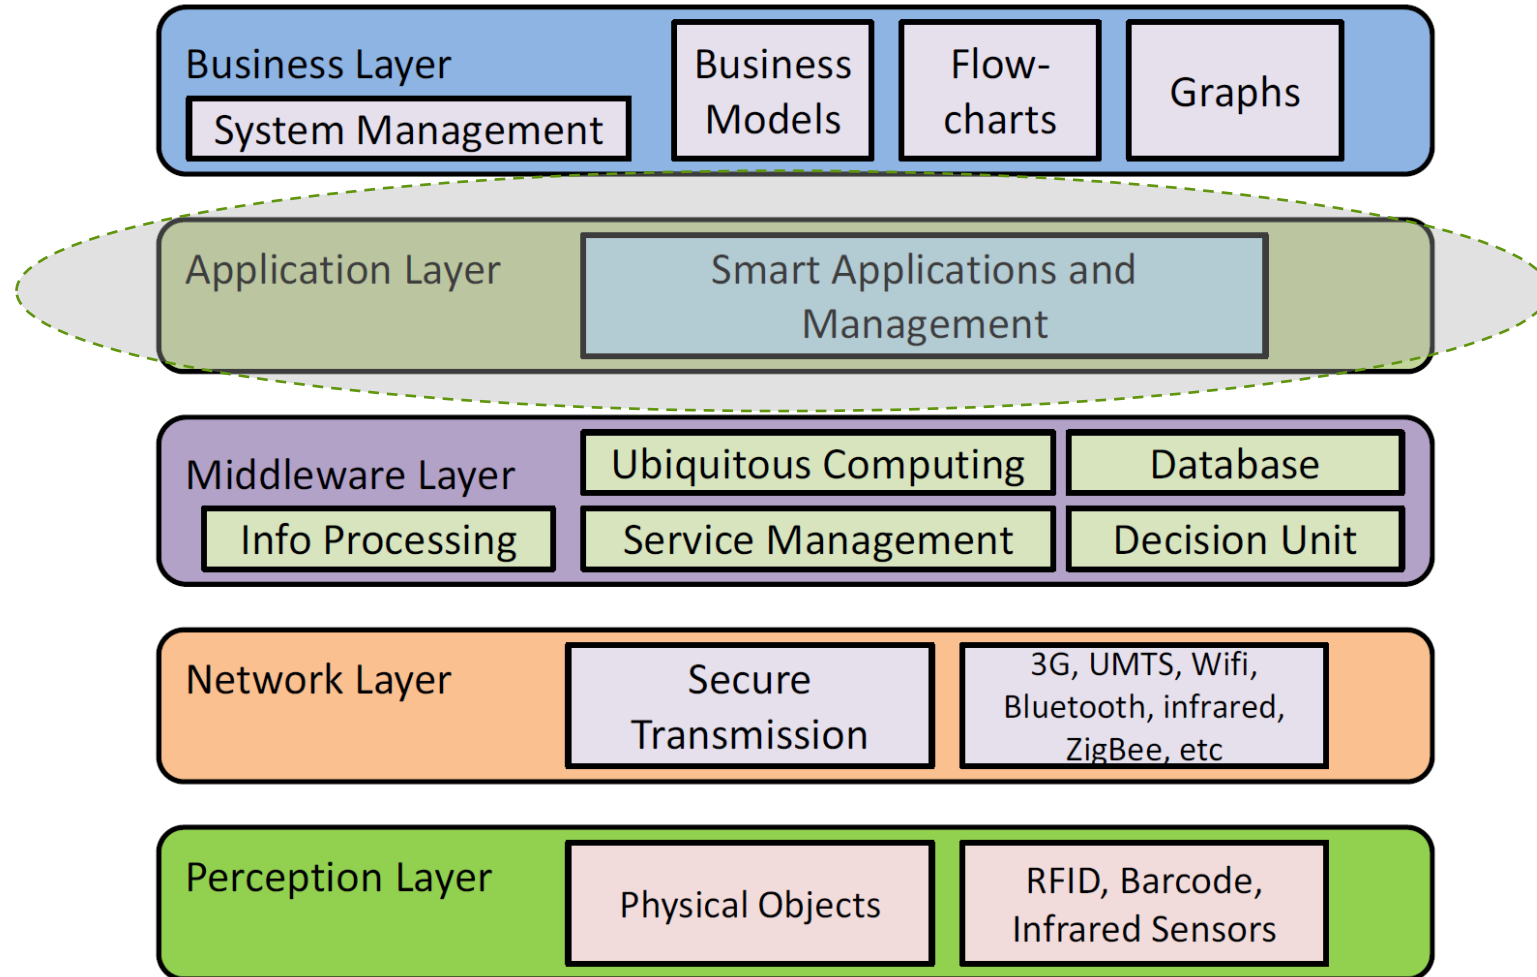 Business Layer
System Management
Business
Models
Flow-
charts
Graphs
Application Layer
Smart Applications and
Management
Middleware Layer
Info Processing
Ubiquitous Computing
Database
Service Management
Decision Unit
Network Layer
Secure
Transmission
3G, UMTS, Wifi,
Bluetooth, infrared,
ZigBee, etc
Perception Layer
Physical Objects
RFID, Barcode,
Infrared Sensors